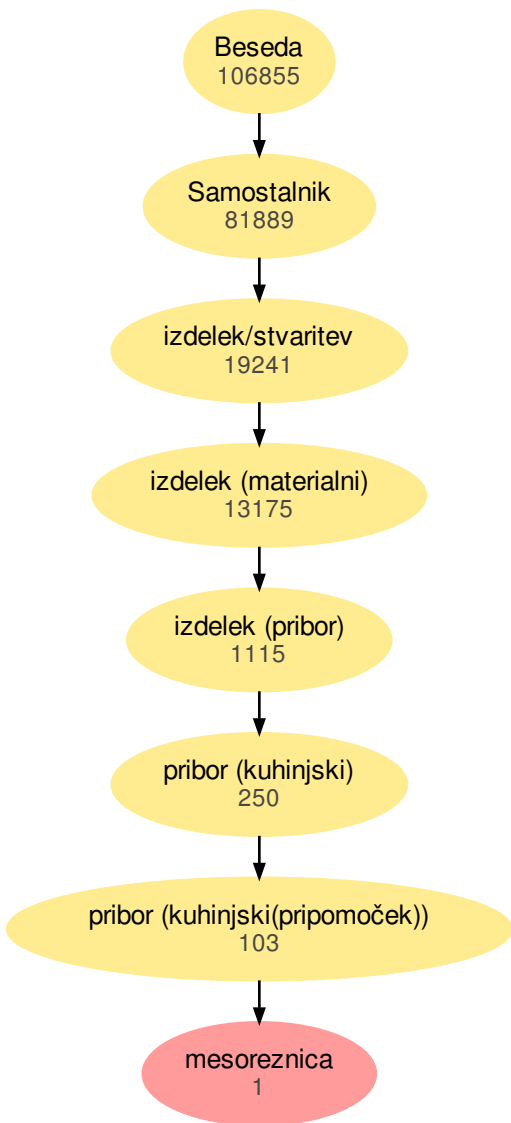 Beseda
106855
Samostalnik
81889
izdelek/stvaritev
19241
izdelek (materialni)
13175
izdelek (pribor)
1115
pribor (kuhinjski)
250
pribor (kuhinjski(pripomoček))
103
mesoreznica
1